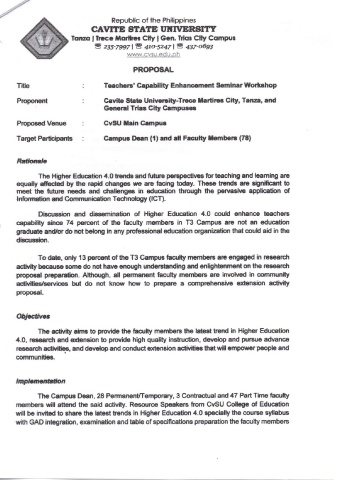 Republic of the Philippines
CAVITE STATE UNIVERSITY
Tanza | Trece Martires City | Gen. Trias City Campus
☎ 235-7997 | ☎ 410-5247 | ☎ 437-0693
www.cvsu.edu.ph
PROPOSAL
Title : Teachers' Capability Enhancement Seminar Workshop
Proponent : Cavite State University-Trece Martires City, Tanza, and
General Trias City Campuses
Proposed Venue : CvSU Main Campus
Target Participants : Campus Dean (1) and all Faculty Members (78)
Rationale
The Higher Education 4.0 trends and future perspectives for teaching and learning are
equally affected by the rapid changes we are facing today. These trends are significant to
meet the future needs and challenges in education through the pervasive application of
Information and Communication Technology (ICT).
Discussion and dissemination of Higher Education 4.0 could enhance teachers
capability since 74 percent of the faculty members in T3 Campus are not an education
graduate and/or do not belong in any professional education organization that could aid in the
discussion.
To date, only 13 percent of the T3 Campus faculty members are engaged in research
activity because some do not have enough understanding and enlightenment on the research
proposal preparation. Although, all permanent faculty members are involved in community
activities/services but do not know how to prepare a comprehensive extension activity
proposal.
Objectives
The activity aims to provide the faculty members the latest trend in Higher Education
4.0, research and extension to provide high quality instruction, develop and pursue advance
research activities, and develop and conduct extension activities that will empower people and
communities.
Implementation
The Campus Dean, 28 Permanent/Temporary, 3 Contractual and 47 Part Time faculty
members will attend the said activity. Resource Speakers from CvSU College of Education
will be invited to share the latest trends in Higher Education 4.0 specially the course syllabus
with GAD integration, examination and table of specifications preparation the faculty members